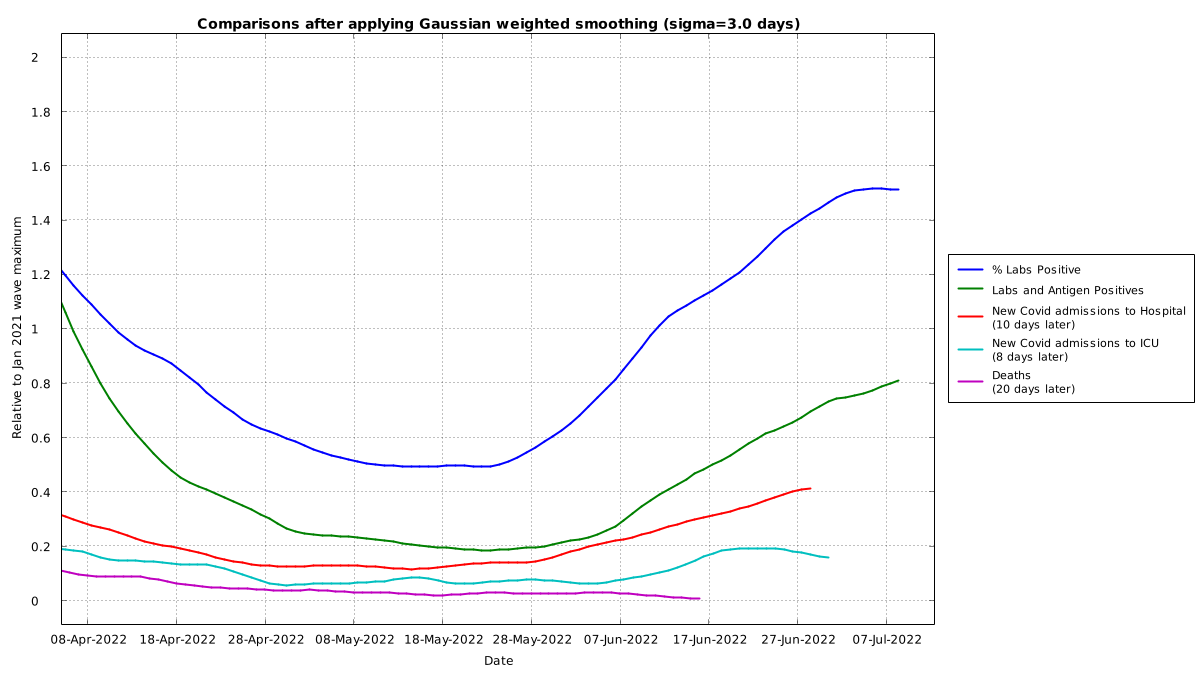 Comparisons after applying Gaussian weighted smoothing (sigma=3.0 days)
Relative to Jan 2021 wave maximum
2
1.8
1.6
1.4
1.2
1
0.8
0.6
0.4
0.2
0
08-Apr-2022 18-Apr-2022 28-Apr-2022 08-May-2022 18-May-2022 28-May-2022 07-Jun-2022 17-Jun-2022 27-Jun-2022 07-Jul-2022
Date
% Labs Positive
Labs and Antigen Positives
New Covid admissions to Hospital
(10 days later)
New Covid admissions to ICU
(8 days later)
Deaths
(20 days later)